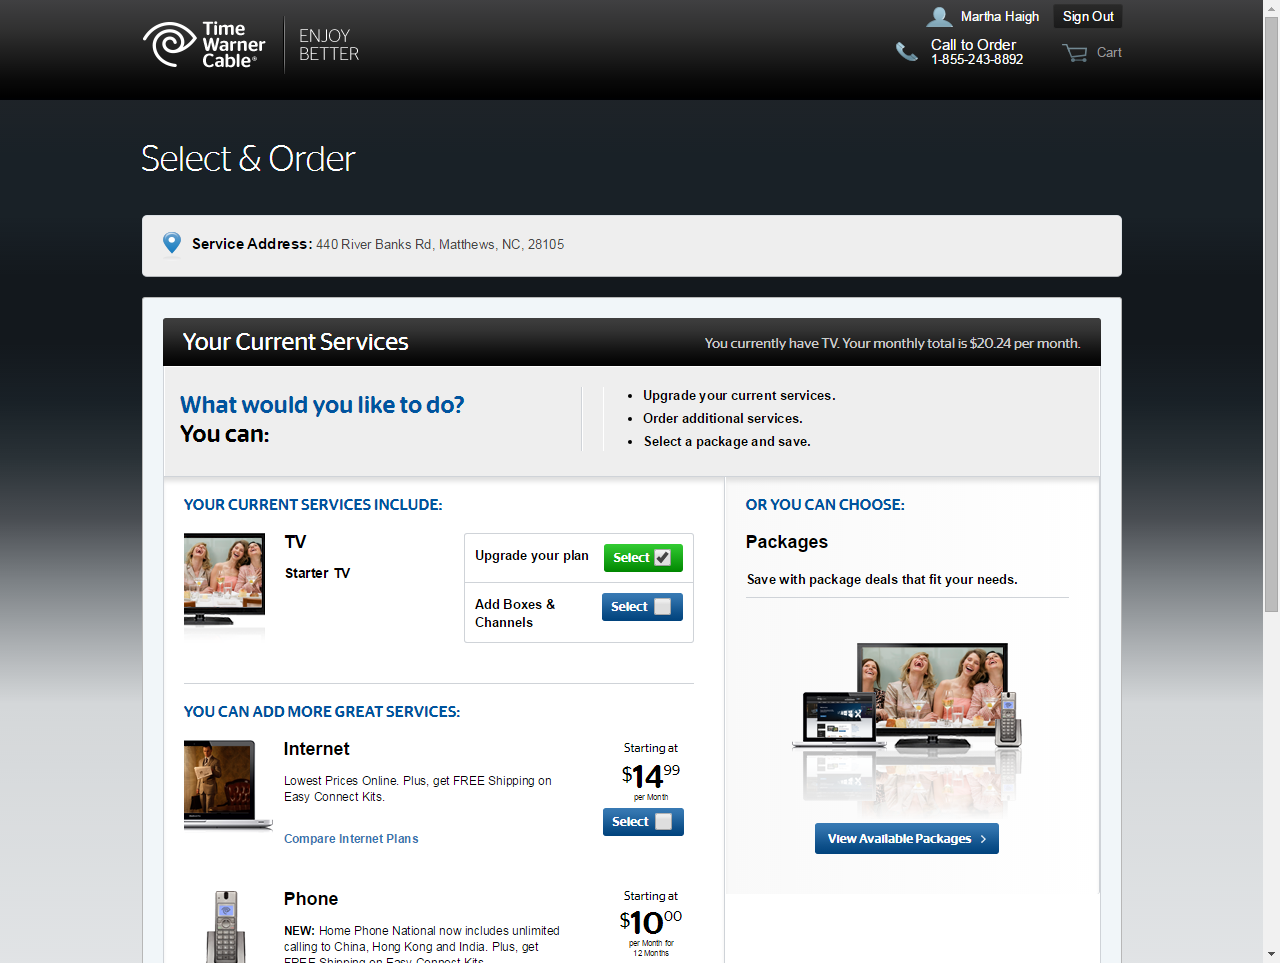 Time
Warner
Cable®
ENJOY
BETTER
Martha Haigh
Sign Out
Call to Order
1-855-243-8892
Cart
Select & Order
Service Address: 440 River Banks Rd, Matthews, NC, 28105
Your Current Services
You currently have TV. Your monthly total is $20.24 per month.
What would you like to do?
You can:
• Upgrade your current services.
• Order additional services.
• Select a package and save.
YOUR CURRENT SERVICES INCLUDE:
TV
Starter TV
Upgrade your plan
Select
Add Boxes &
Channels
Select
YOU CAN ADD MORE GREAT SERVICES:
Internet
Lowest Prices Online. Plus, get FREE Shipping on
Easy Connect Kits.
Compare Internet Plans
Starting at
$14 99
per Month
Select
Phone
NEW: Home Phone National now includes unlimited
calling to China, Hong Kong and India. Plus, get
FREE Shipping on Easy Connect Kits.
Starting at
$10 00
per Month for
12 Months
OR YOU CAN CHOOSE:
Packages
Save with package deals that fit your needs.
View Available Packages >